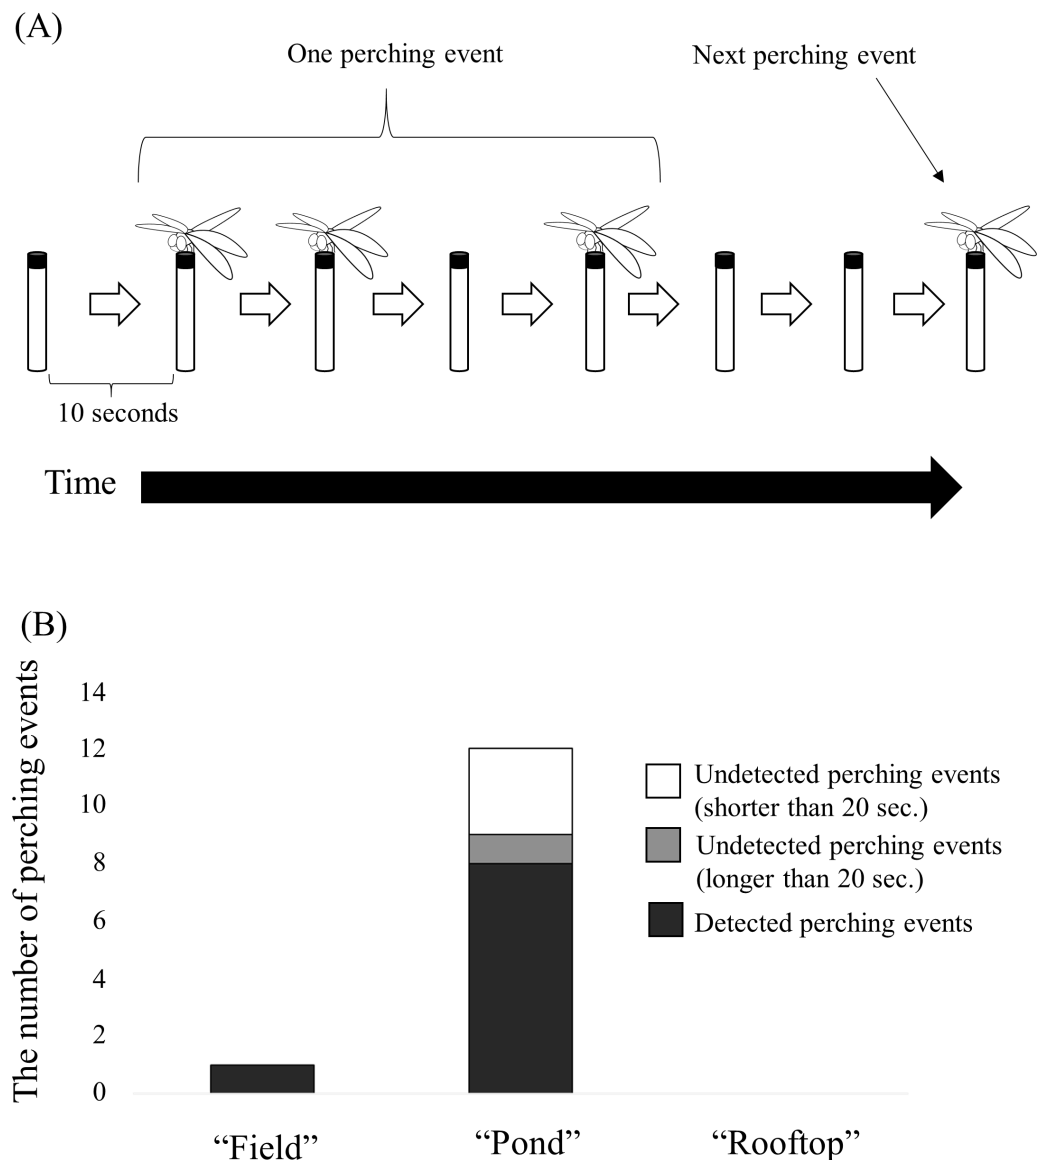 (A)
One perching event
Next perching event
10 seconds
Time
(B)
The number of perching events
14
12
10
8
6
4
2
0
Undetected perching events
(shorter than 20 sec.)
Undetected perching events
(longer than 20 sec.)
Detected perching events
“Field”
“Pond”
“Rooftop”